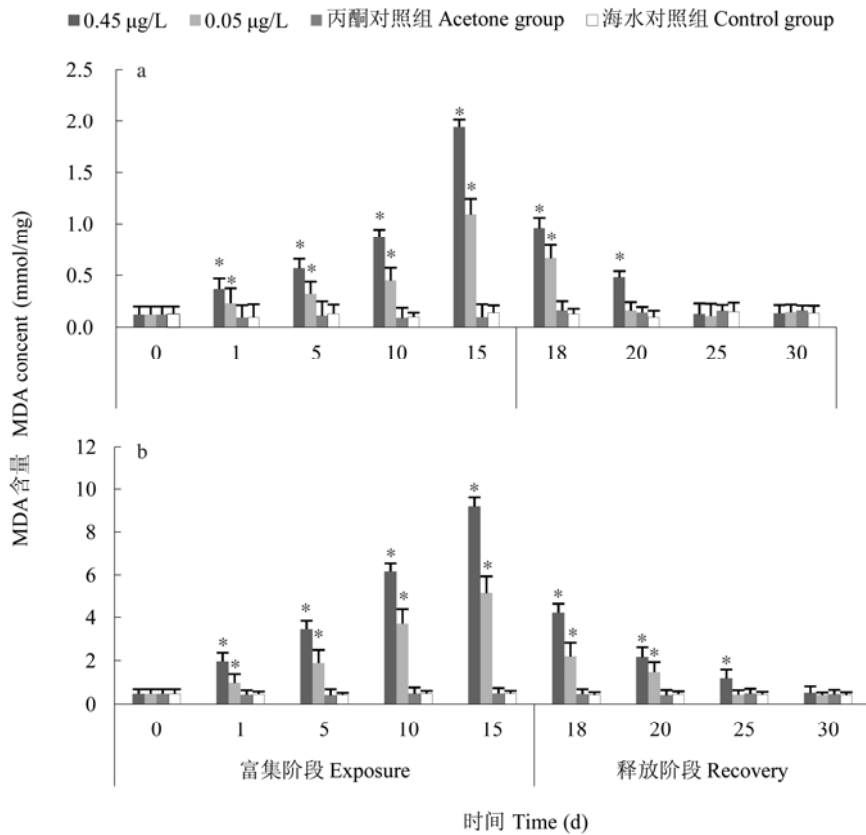 0.45 μg/L 0.05 μg/L 丙酮对照组 Acetone group 海水对照组 Control group
a
2.5
2.0
1.5
1.0
0.5
0.0
* * * * * * * * * * *
0 1 5 10 15 18 20 25 30
MDA含量 MDA concent (mmol/mg)
b
12
10
8
6
4
2
0
* * * * * * * * * * * * *
0 1 5 10 15 18 20 25 30
富集阶段 Exposure 释放阶段 Recovery
时间 Time (d)